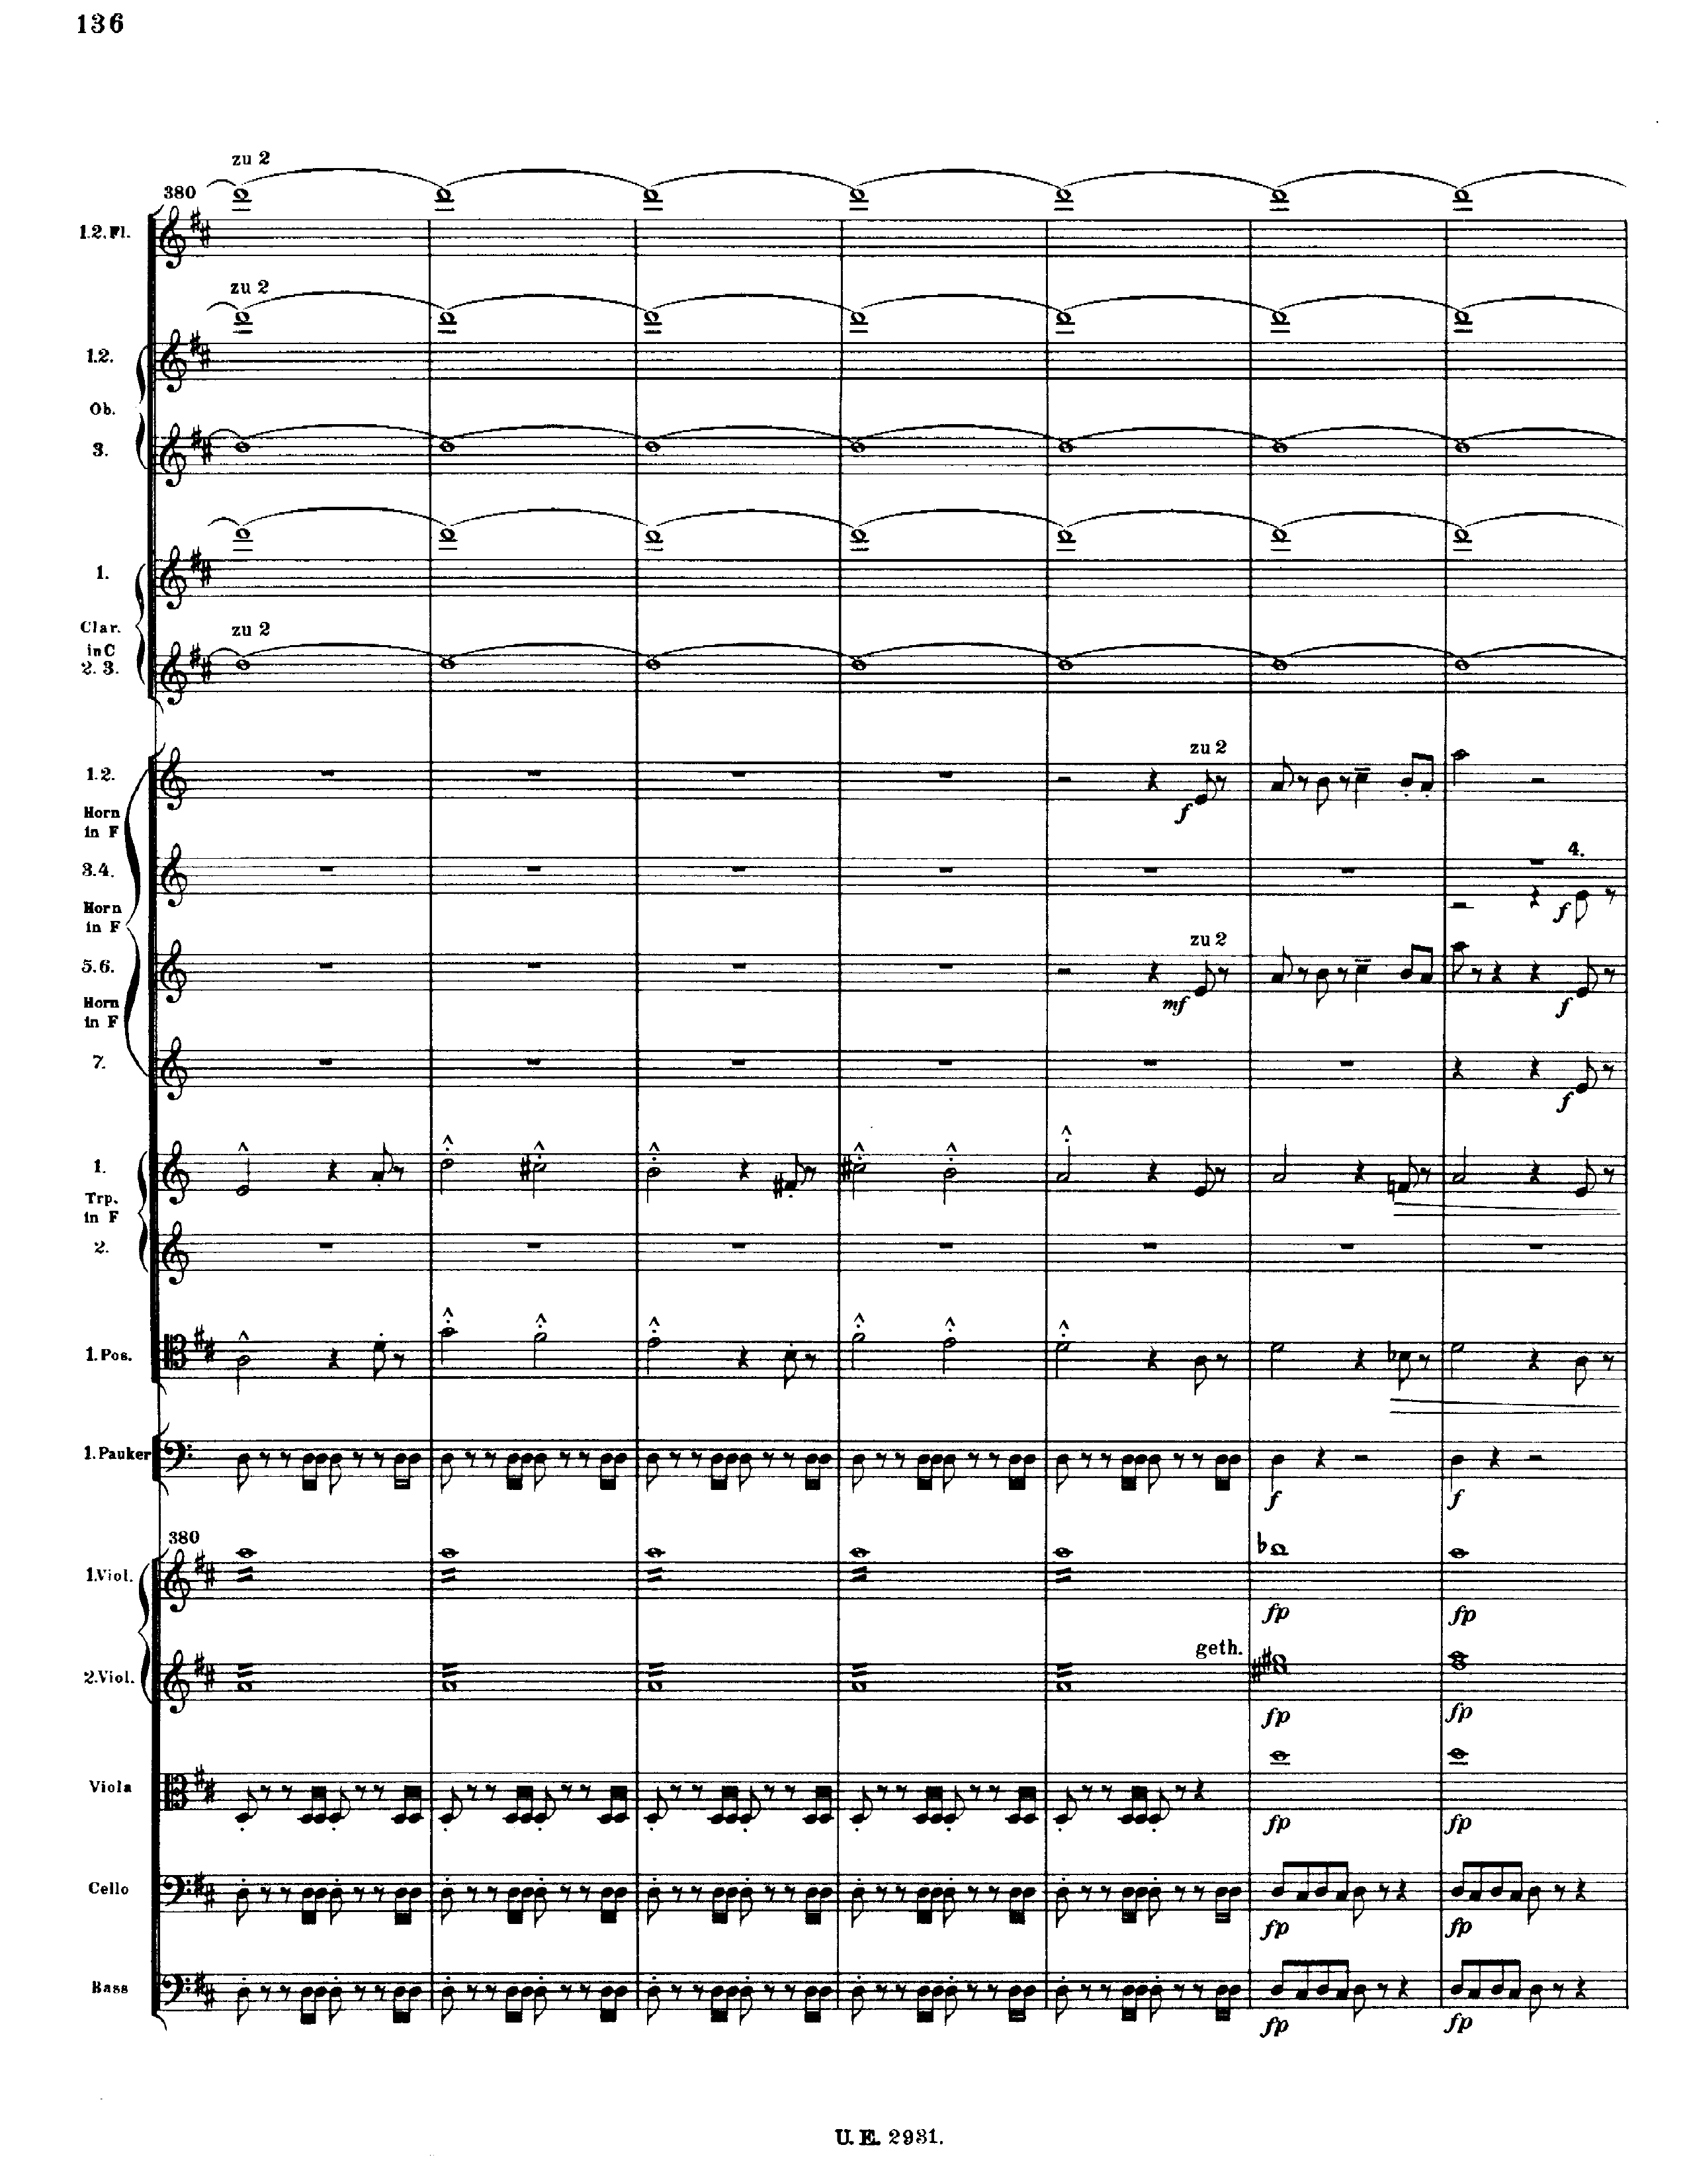 136
zu 2
380
1.2. Fl.
zu 2
1.2.
Ob.
3.
1.
Clar.
in C
zu 2
2. 3.
zu 2
1.2.
f
Horn
in F
4.
3.4.
f
Horn
in F
zu 2
5.6.
mf
f
Horn
in F
7.
f
1.
Trp.
in F
2.
1. Pos.
1. Pauker
f
f
380
1. Viol.
fp
fp
geth.
2. Viol.
fp
fp
Viola
fp
fp
Cello
fp
fp
Bass
fp
fp
U. E. 2931.